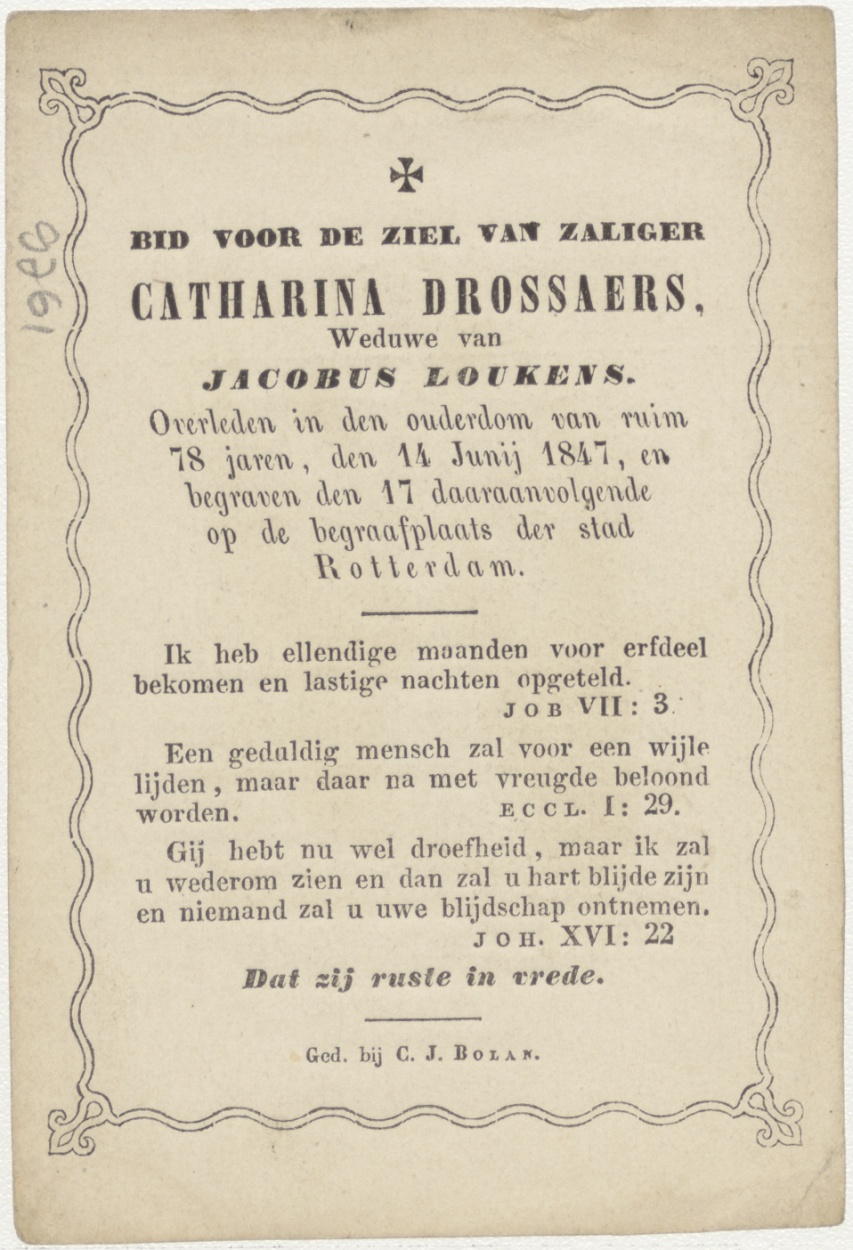 ✠
BID VOOR DE ZIEL VAN ZALIGER
CATHARINA DROSSAERS,
Weduwe van
JACOBUS LOUKENS.
Overleden in den ouderdom van ruim
78 jaren, den 14 Junij 1847, en
begraven den 17 daaraanvolgende
op de begraafplaats der stad
Rotterdam.
Ik heb ellendige maanden voor erfdeel
bekomen en lastige nachten opgeteld.
JOB VII: 3.
Een geduldig mensch zal voor een wijle
lijden, maar daar na met vreugde beloond
worden. ECCL. I: 29.
Gij hebt nu wel droefheid, maar ik zal
u wederom zien en dan zal u hart blijde zijn
en niemand zal u uwe blijdschap ontnemen.
JOH. XVI: 22
Dat zij ruste in vrede.
Ged. bij C. J. BOLAN.